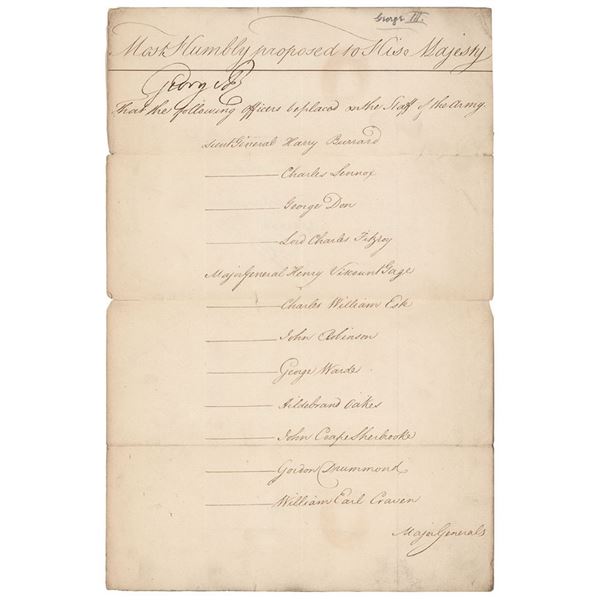 George III.
Most Humbly proposed to His Majesty
George R
That the following officers be placed on the Staff of the Army.
Lieut General Harry Burrard
Charles Lennox
George Don
Lord Charles Fitzroy
Major General Henry Viscount Gage
Charles William Este
John Robinson
George Warde
Hildebrand Oakes
John Coape Sherbrooke
Gordon Drummond
William Earl Craven
Major Generals